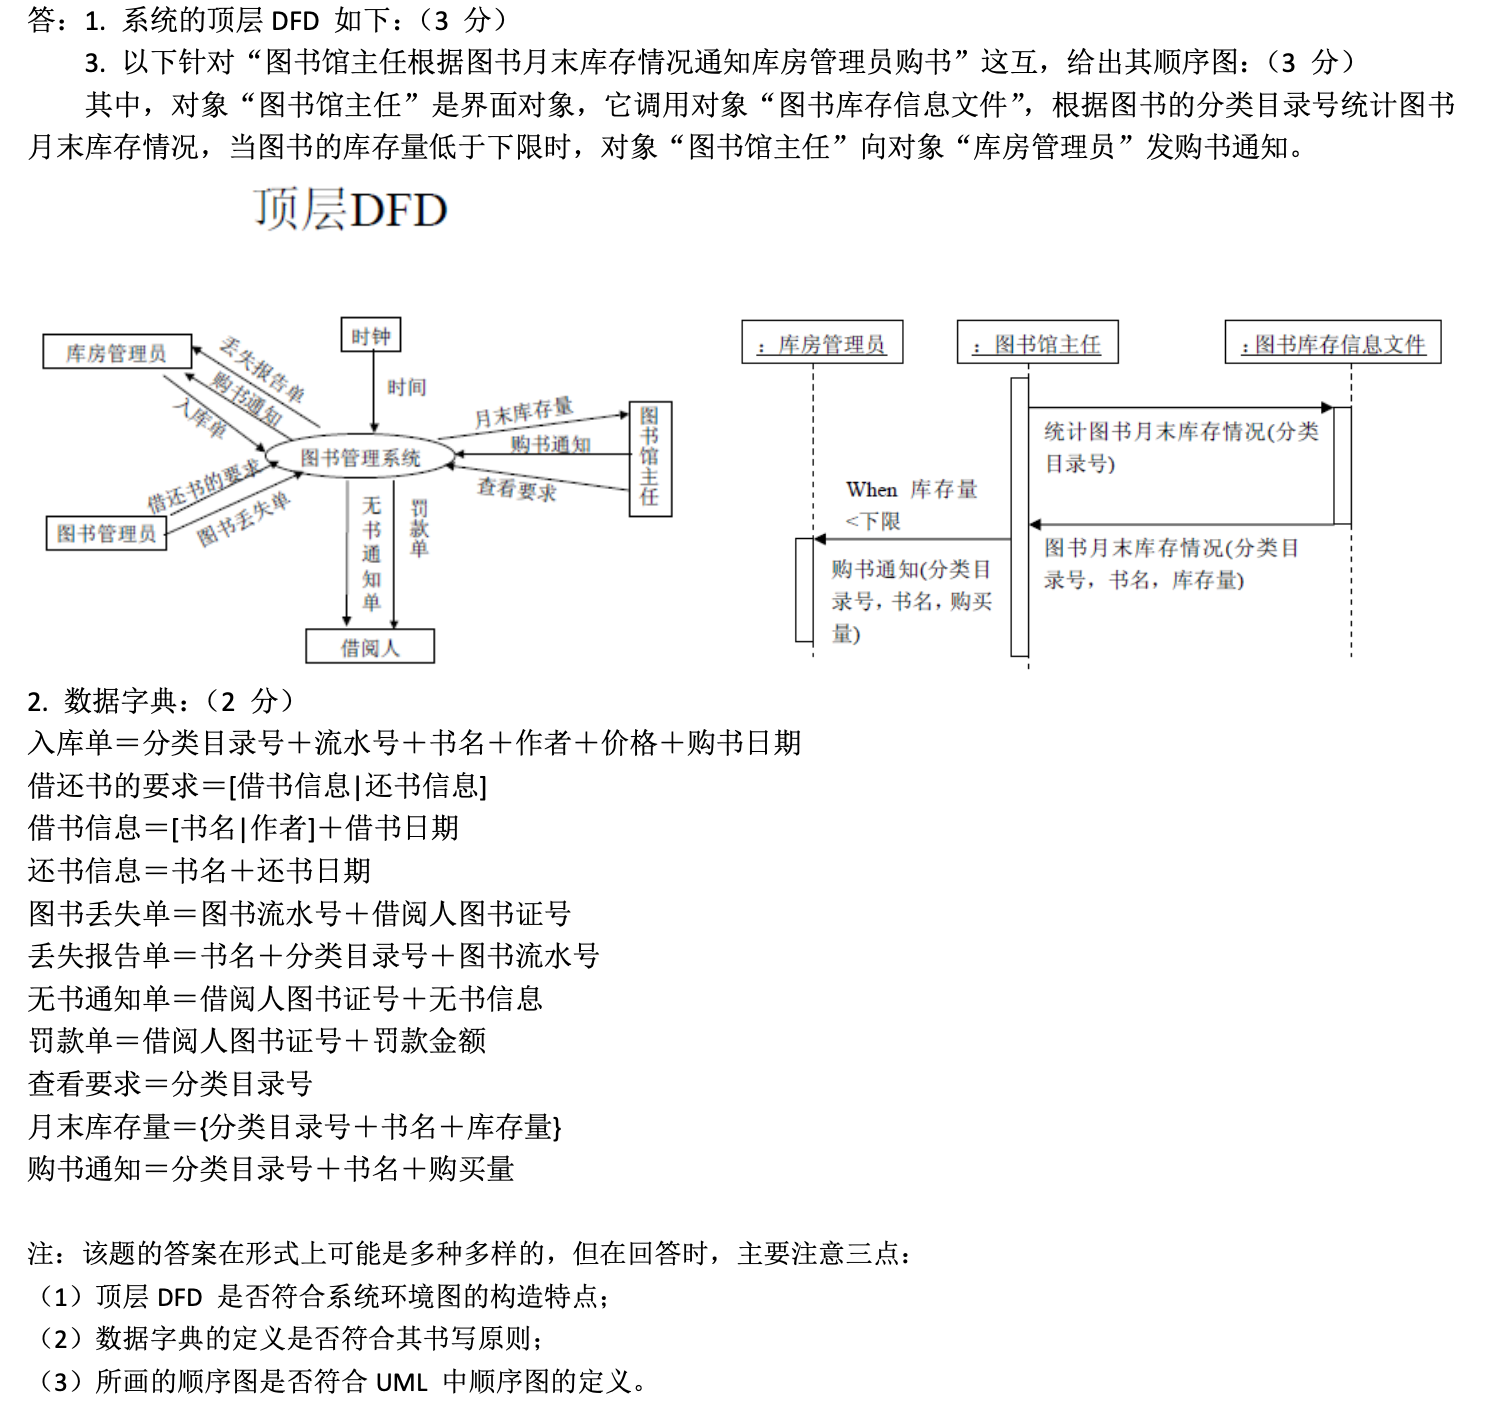 答：1. 系统的顶层 DFD 如下：（3 分）
3. 以下针对“图书馆主任根据图书月末库存情况通知库房管理员购书”这互，给出其顺序图：（3 分）
其中，对象“图书馆主任”是界面对象，它调用对象“图书库存信息文件”，根据图书的分类目录号统计图书
月末库存情况，当图书的库存量低于下限时，对象“图书馆主任”向对象“库房管理员”发购书通知。
顶层DFD
时钟
库房管理员
丢失报告单
购书通知
入库单
时间
月末库存量
购书通知
查看要求
图书馆主任
图书管理系统
借还书的要求
图书丢失单
图书管理员
无书通知单
罚款单
借阅人
：库房管理员
：图书馆主任
:图书库存信息文件
统计图书月末库存情况(分类
目录号)
When 库存量
<下限
图书月末库存情况(分类目
录号，书名，库存量)
购书通知(分类目
录号，书名，购买
量)
2. 数据字典：（2 分）
入库单＝分类目录号＋流水号＋书名＋作者＋价格＋购书日期
借还书的要求＝[借书信息|还书信息]
借书信息＝[书名|作者]＋借书日期
还书信息＝书名＋还书日期
图书丢失单＝图书流水号＋借阅人图书证号
丢失报告单＝书名＋分类目录号＋图书流水号
无书通知单＝借阅人图书证号＋无书信息
罚款单＝借阅人图书证号＋罚款金额
查看要求＝分类目录号
月末库存量＝{分类目录号＋书名＋库存量}
购书通知＝分类目录号＋书名＋购买量
注：该题的答案在形式上可能是多种多样的，但在回答时，主要注意三点：
（1）顶层 DFD 是否符合系统环境图的构造特点；
（2）数据字典的定义是否符合其书写原则；
（3）所画的顺序图是否符合 UML 中顺序图的定义。